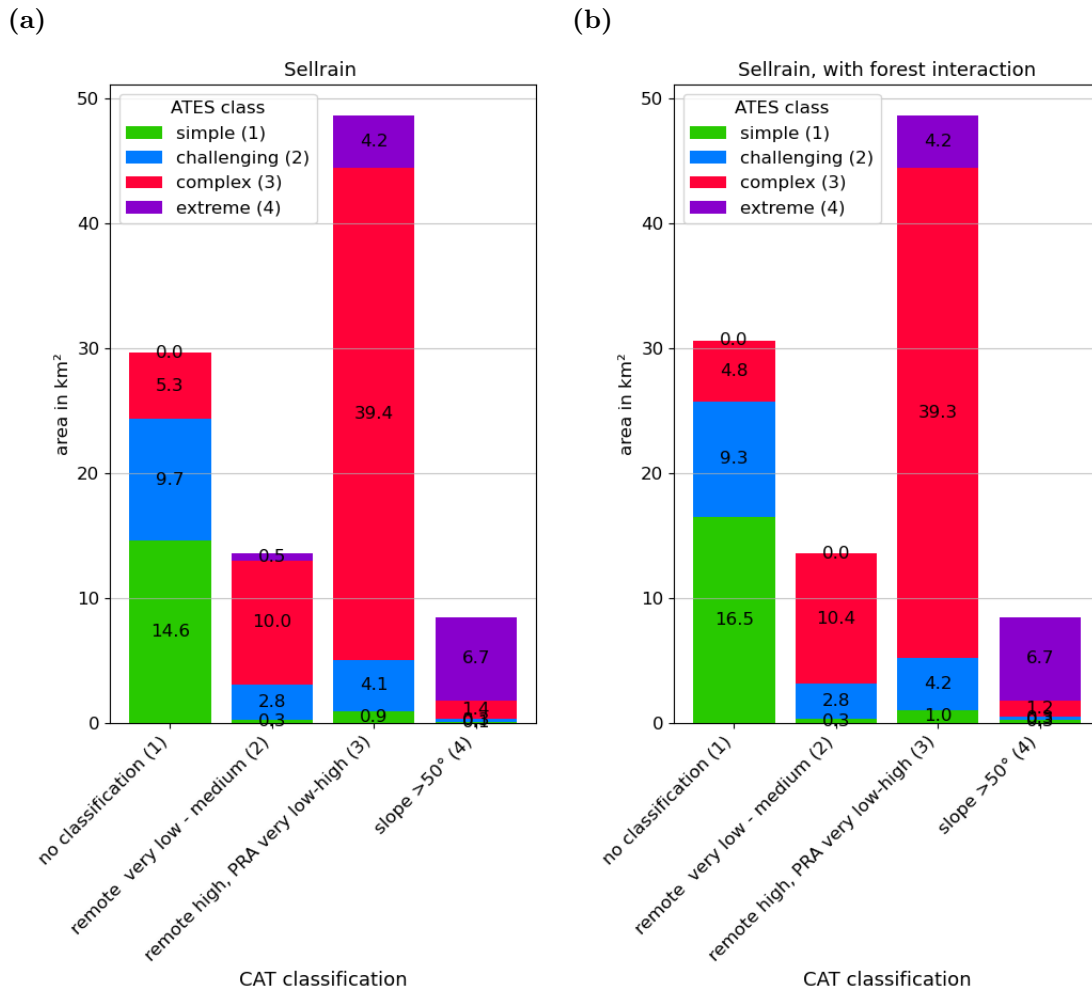 (a)
Sellrain
ATES class
simple (1)
challenging (2)
complex (3)
extreme (4)
area in km²
50
40
30
20
10
0
0.0
5.3
9.7
14.6
0.5
10.0
2.8
0.3
4.2
39.4
4.1
0.9
6.7
1.4
0.1
no classification (1)
remote very low - medium (2)
remote high, PRA very low-high (3)
slope >50° (4)
CAT classification
(b)
Sellrain, with forest interaction
ATES class
simple (1)
challenging (2)
complex (3)
extreme (4)
area in km²
50
40
30
20
10
0
0.0
4.8
9.3
16.5
0.0
10.4
2.8
0.3
4.2
39.3
4.2
1.0
6.7
1.2
0.3
no classification (1)
remote very low - medium (2)
remote high, PRA very low-high (3)
slope >50° (4)
CAT classification